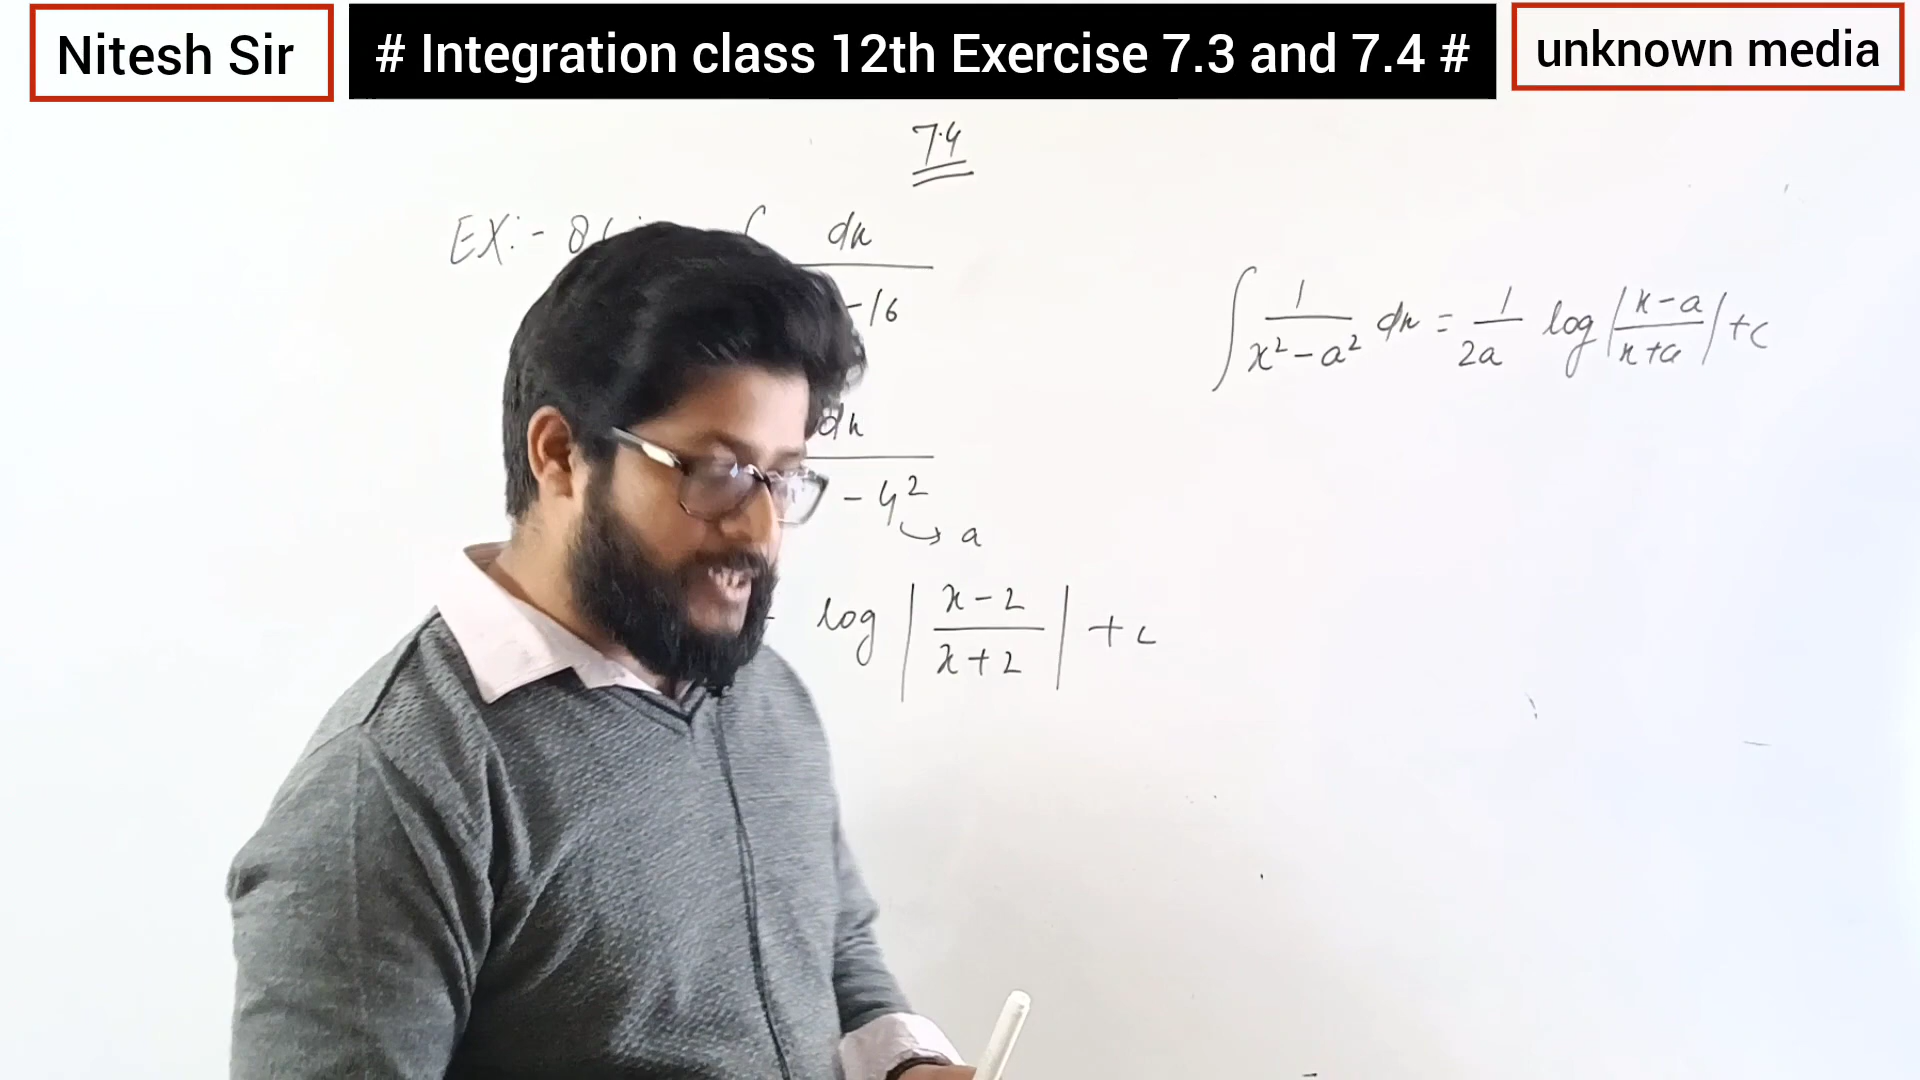 Nitesh Sir
# Integration class 12th Exercise 7.3 and 7.4 #
unknown media
7.4
EX:- 8(
∫ dx
-16
dx
- 4²
→ a
log | x-2 / x+2 | + c
∫ 1/(x²-a²) dx = 1/2a log | x-a / x+a | + c